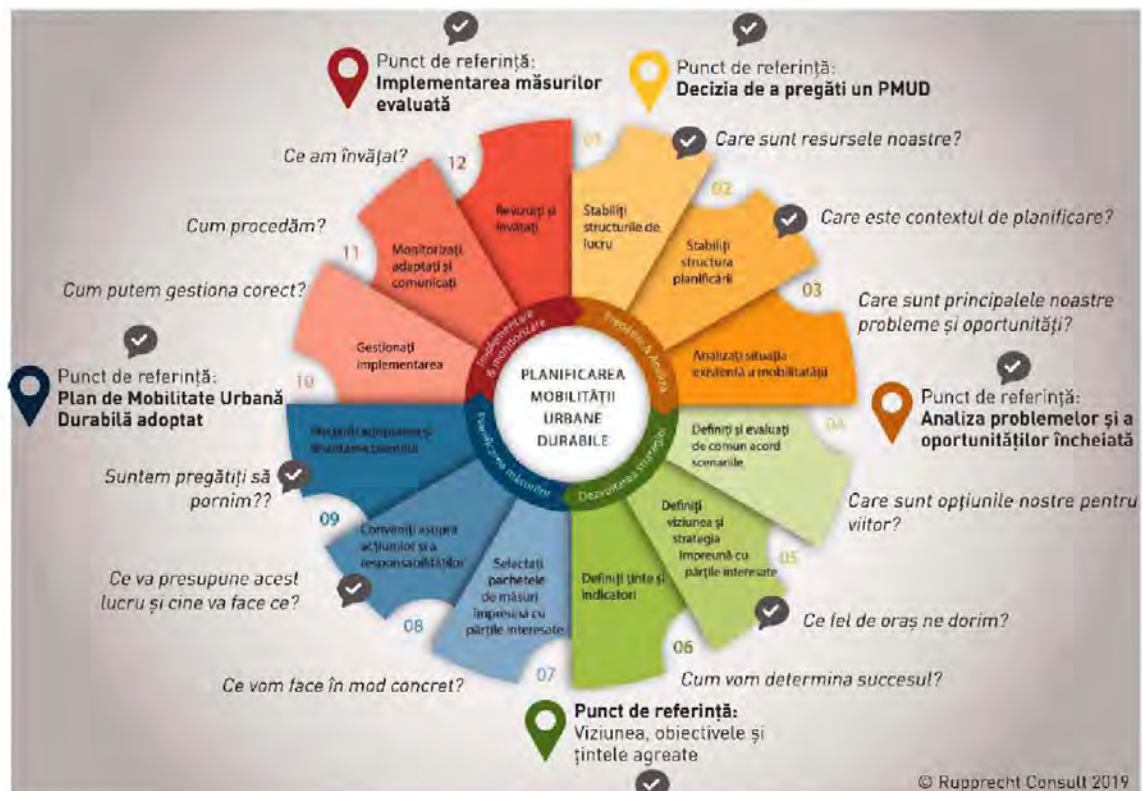 Punct de referință:
Implementarea măsurilor
evaluată
Punct de referință:
Decizia de a pregăti un PMUD
Ce am învățat?
12
01
Care sunt resursele noastre?
Cum procedăm?
Revizuiți și
învățați
Stabiliți
structurile de
lucru
02
Care este contextul de planificare?
11
Monitorizați
adaptați și
comunicați
Stabiliți
structura
planificării
03
Cum putem gestiona corect?
Care sunt principalele noastre
probleme și oportunități?
Gestionați
implementarea
Analizați situația
existentă a mobilității
10
Implementare
& monitorizare
PLANIFICAREA
MOBILITĂȚII
URBANE
DURABILE
Planificarea măsurilor
Dezvoltarea strategiei
Punct de referință:
Plan de Mobilitate Urbană
Durabilă adoptat
Punct de referință:
Analiza problemelor și a
oportunităților încheiată
04
Definiți și evaluați
de comun acord
scenariile
Suntem pregătiți să
pornim??
Care sunt opțiunile nostre pentru
viitor?
09
Conveniți asupra
acțiunilor și a
responsabilităților
Definiți
viziunea și
strategia
împreună cu
părțile interesate
05
Ce va presupune acest
lucru și cine va face ce?
Selectați
pachetele
de măsuri
împreună cu
părțile interesate
Definiți ținte și
indicatori
08
Ce fel de oraș ne dorim?
07
06
Ce vom face în mod concret?
Cum vom determina succesul?
Punct de referință:
Viziunea, obiectivele și
țintele agreate
© Rupprecht Consult 2019